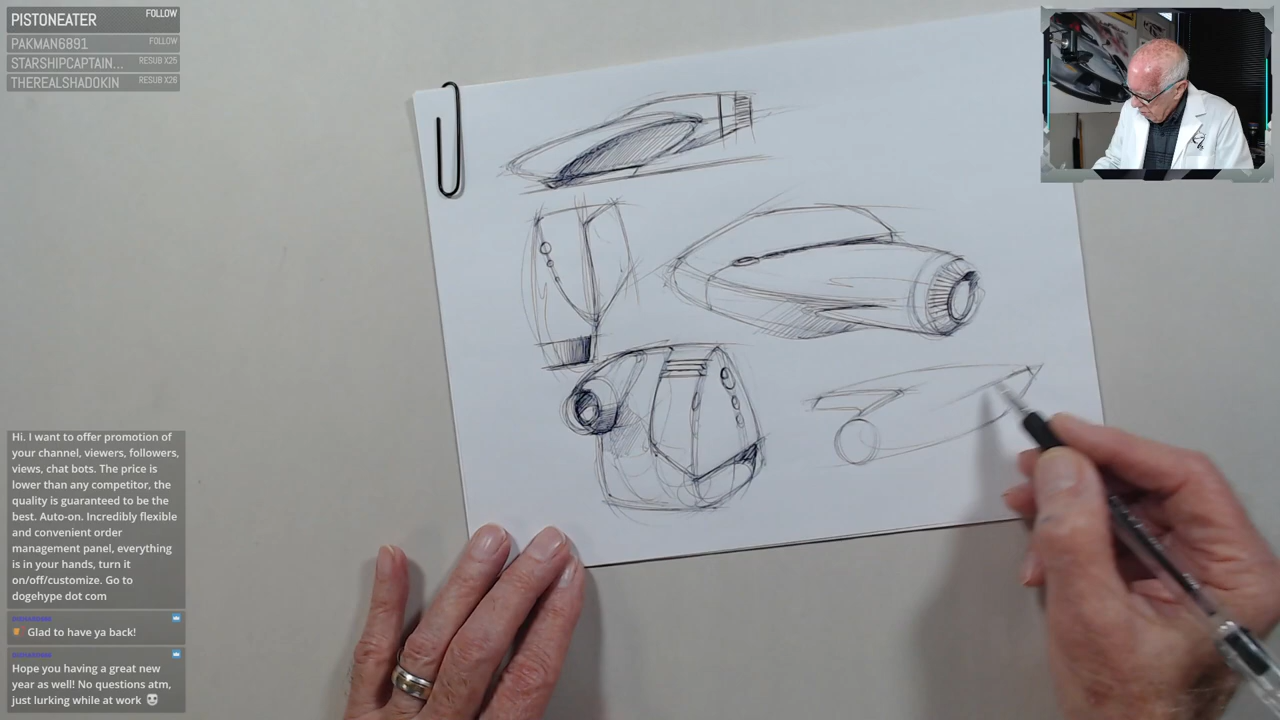 PISTONEATER FOLLOW
PAKMAN6891 FOLLOW
STARSHIPCAPTAIN... RESUB X25
THEREALSHADOKIN RESUB X26
Hi. I want to offer promotion of
your channel, viewers, followers,
views, chat bots. The price is
lower than any competitor, the
quality is guaranteed to be the
best. Auto-on. Incredibly flexible
and convenient order
management panel, everything
is in your hands, turn it
on/off/customize. Go to
dogehype dot com
Glad to have ya back!
Hope you having a great new
year as well! No questions atm,
just lurking while at work